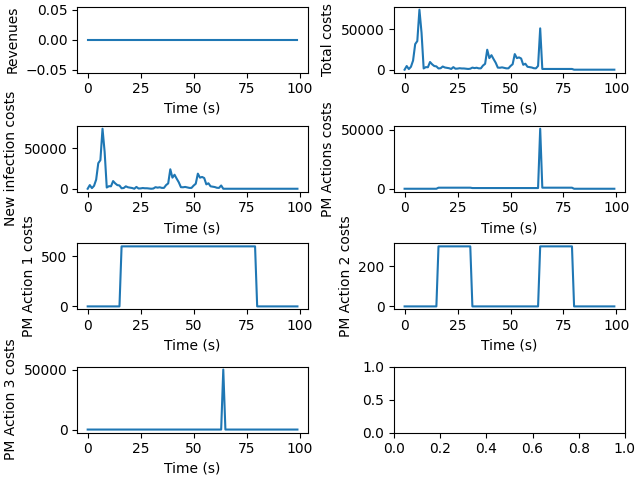 Revenues
0.05
0.00
−0.05
0 25 50 75 100
Time (s)
Total costs
50000
0
0 25 50 75 100
Time (s)
New infection costs
50000
0
0 25 50 75 100
Time (s)
PM Actions costs
50000
0
0 25 50 75 100
Time (s)
PM Action 1 costs
500
0
0 25 50 75 100
Time (s)
PM Action 2 costs
200
0
0 25 50 75 100
Time (s)
PM Action 3 costs
50000
0
0 25 50 75 100
Time (s)
1.0
0.5
0.0
0.0 0.2 0.4 0.6 0.8 1.0